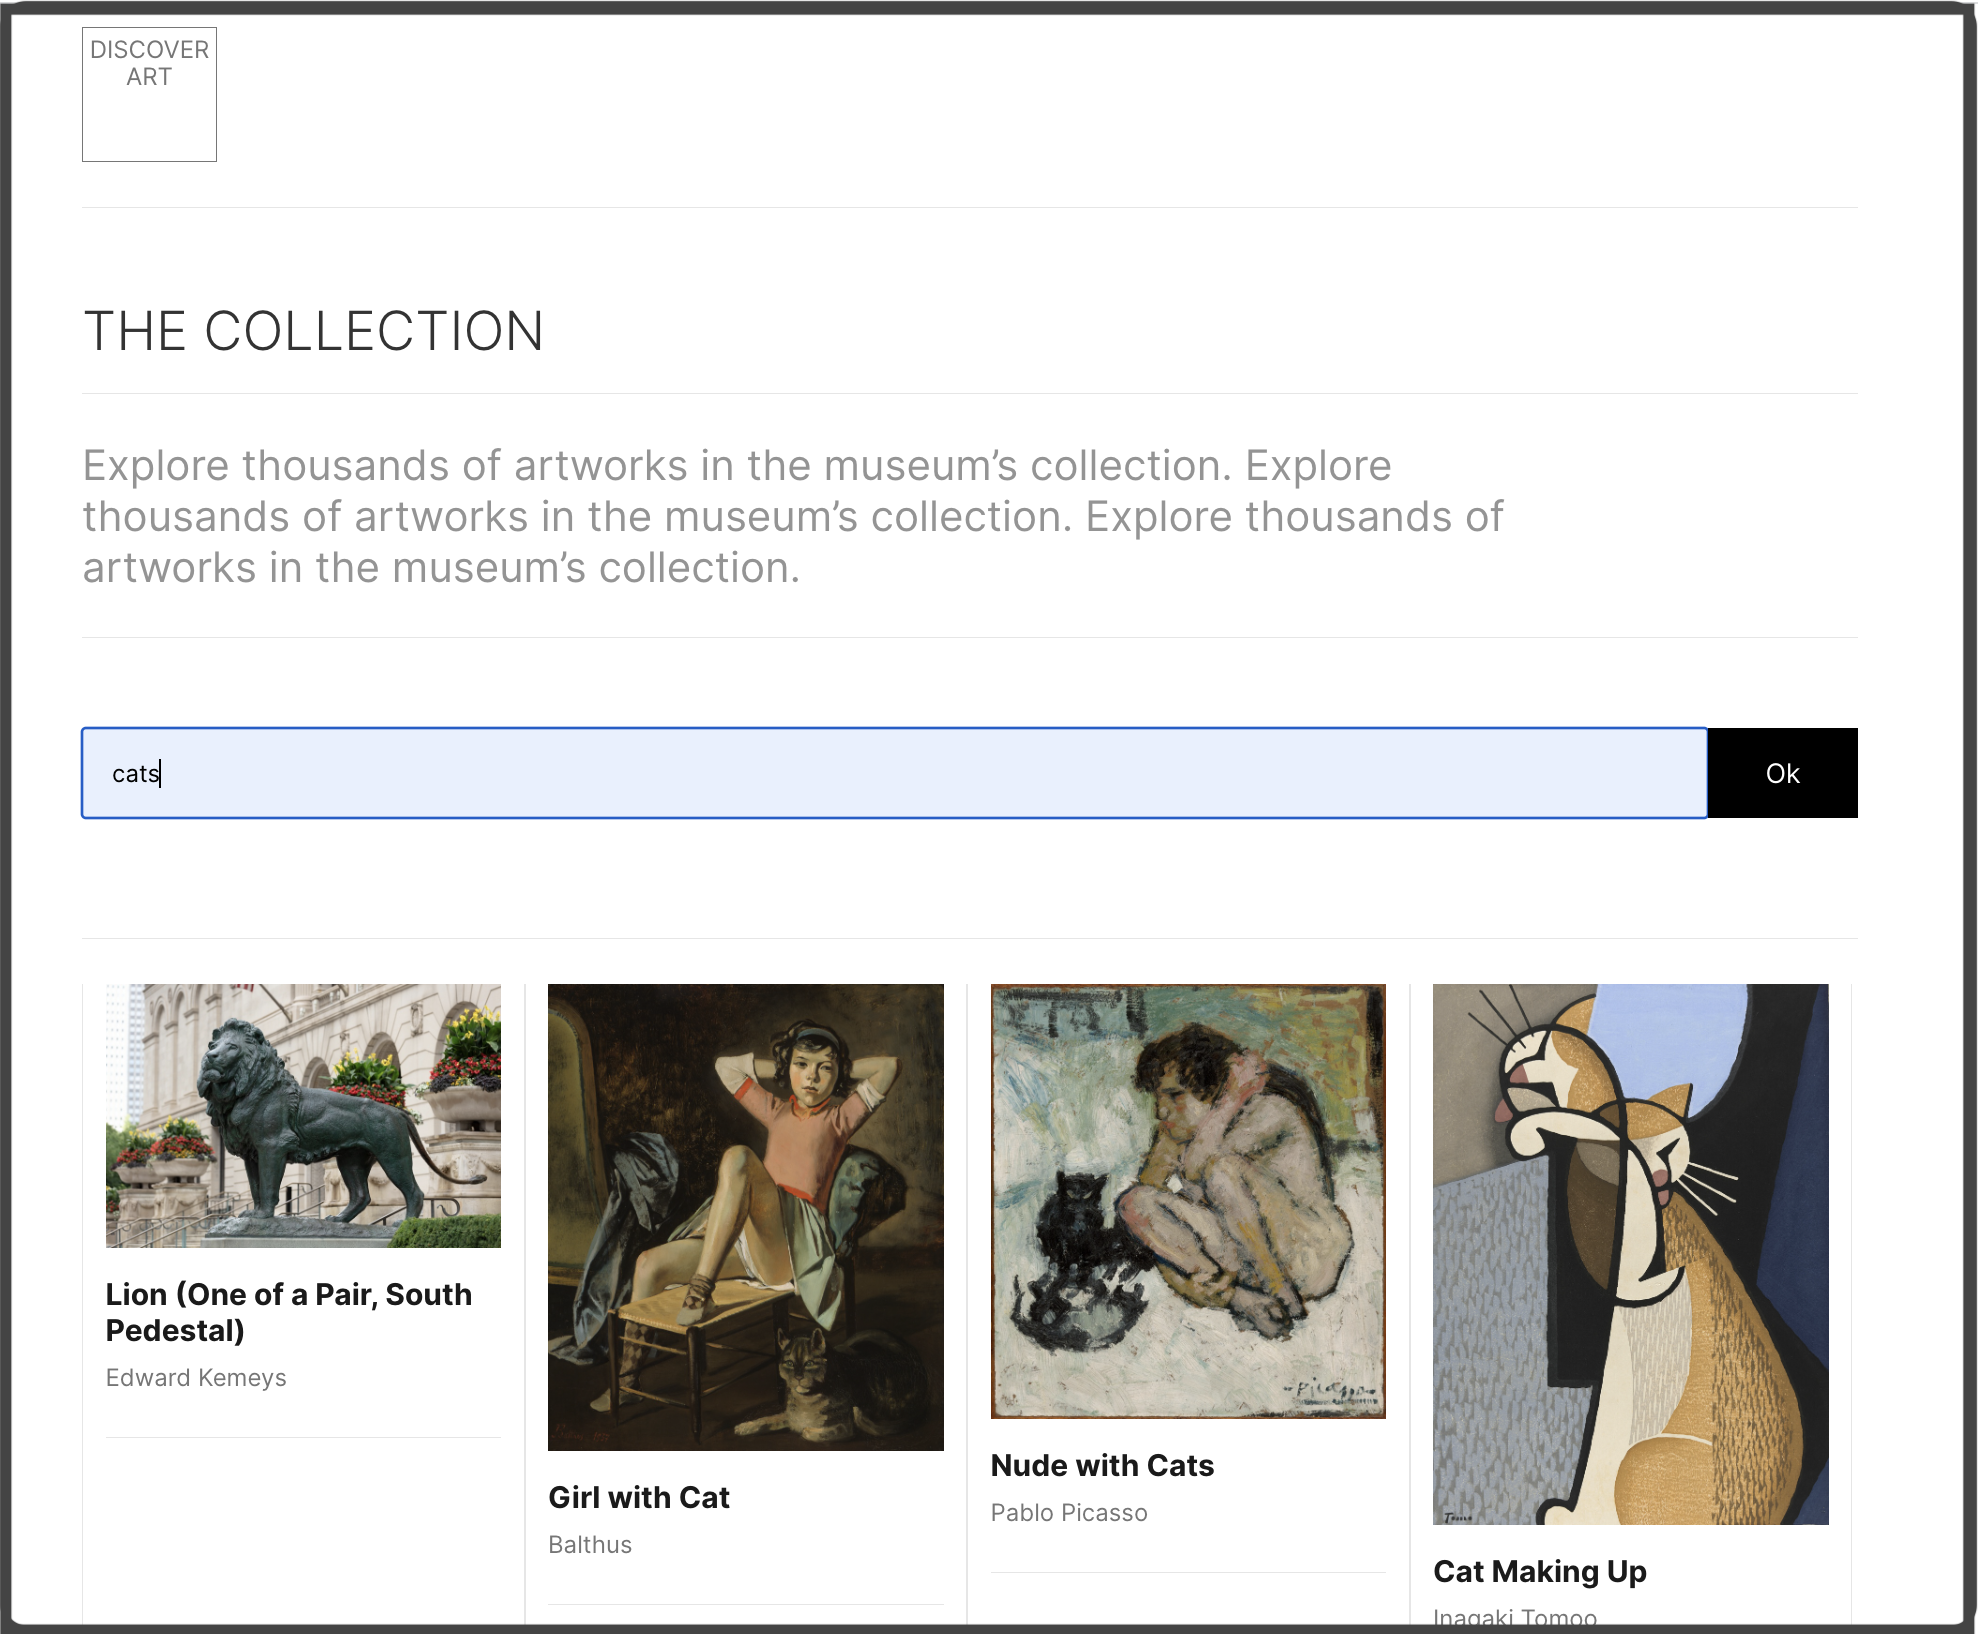 DISCOVER
ART
THE COLLECTION
Explore thousands of artworks in the museum’s collection. Explore
thousands of artworks in the museum’s collection. Explore thousands of
artworks in the museum’s collection.
cats
Ok
Lion (One of a Pair, South
Pedestal)
Edward Kemeys
Girl with Cat
Balthus
Picasso
Nude with Cats
Pablo Picasso
Cat Making Up
Inagaki Tomoo